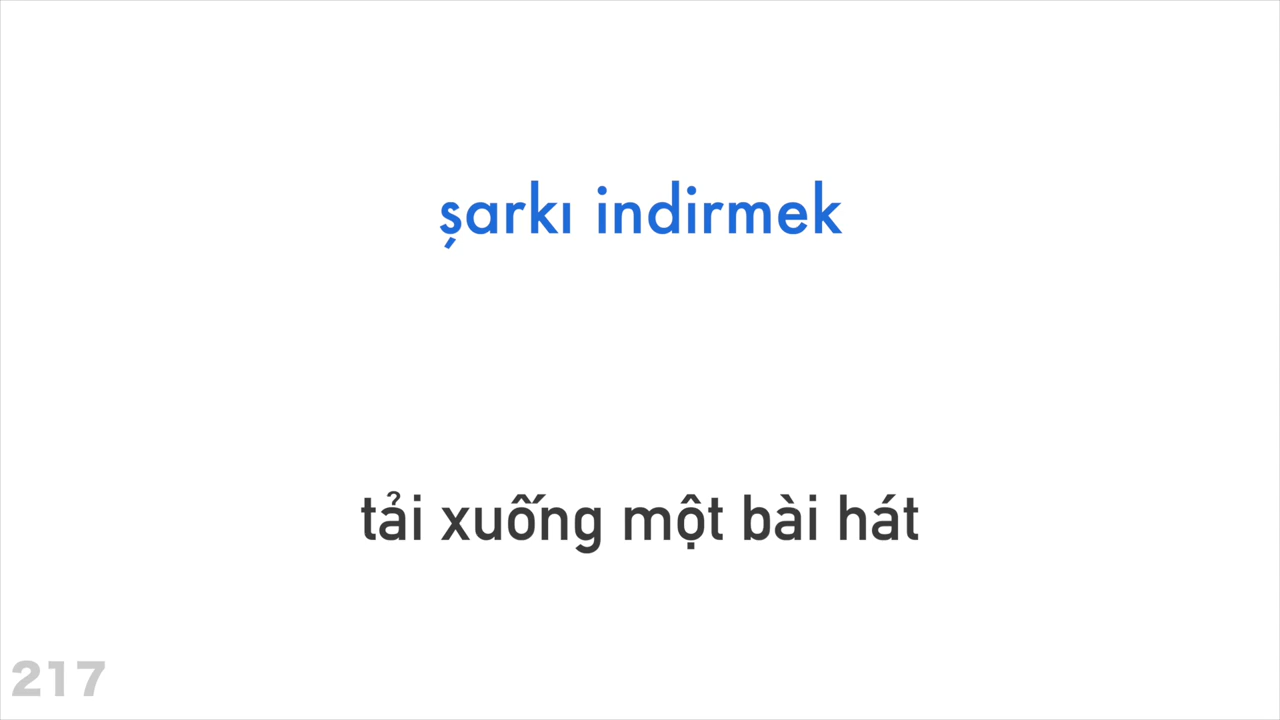 şarkı indirmek
tải xuống một bài hát
217